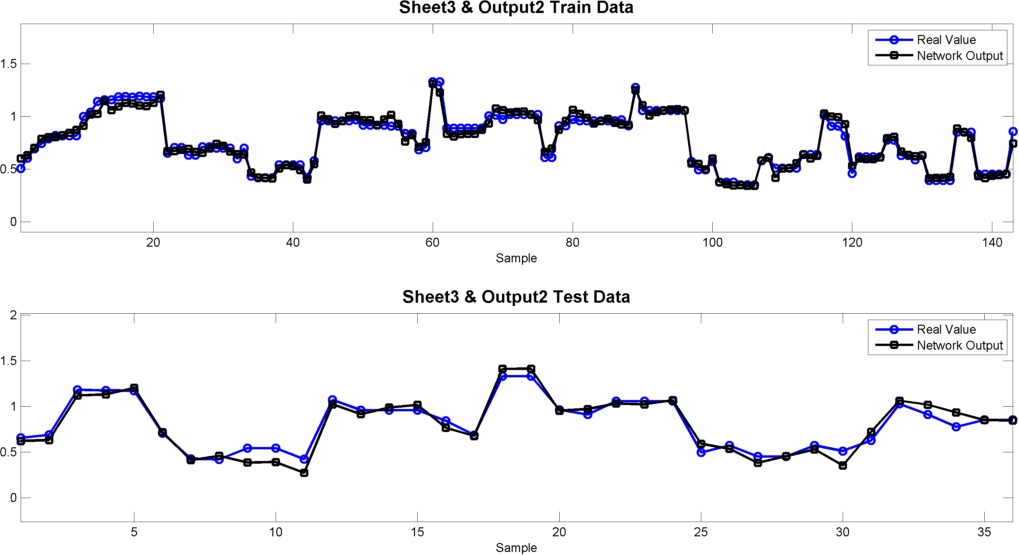 Sheet3 & Output2 Train Data
Real Value
Network Output
1.5
1
0.5
0
20
40
60
80
100
120
140
Sample
Sheet3 & Output2 Test Data
Real Value
Network Output
2
1.5
1
0.5
0
5
10
15
20
25
30
35
Sample